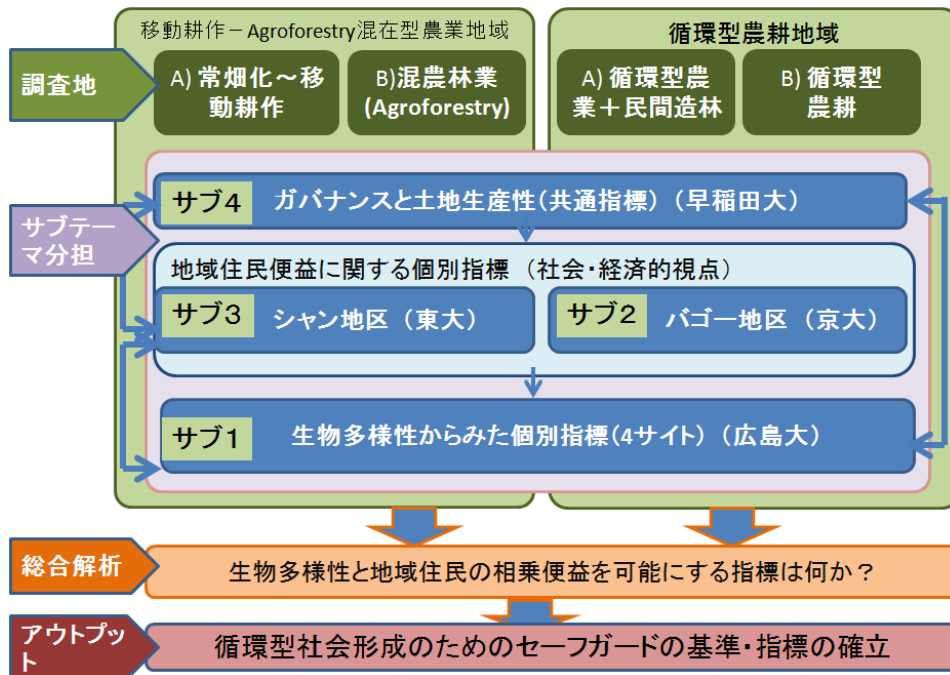 移動耕作－Agroforestry混在型農業地域
循環型農耕地域
調査地
A) 常畑化～移
動耕作
B)混農林業
(Agroforestry)
A) 循環型農
業＋民間造林
B) 循環型
農耕
サブテー
マ分担
サブ4
ガバナンスと土地生産性(共通指標) (早稲田大)
地域住民便益に関する個別指標 (社会・経済的視点)
サブ3
シャン地区 (東大)
サブ2
バゴー地区 (京大)
サブ1
生物多様性からみた個別指標(4サイト) (広島大)
総合解析
生物多様性と地域住民の相乗便益を可能にする指標は何か？
アウトプッ
ト
循環型社会形成のためのセーフガードの基準・指標の確立